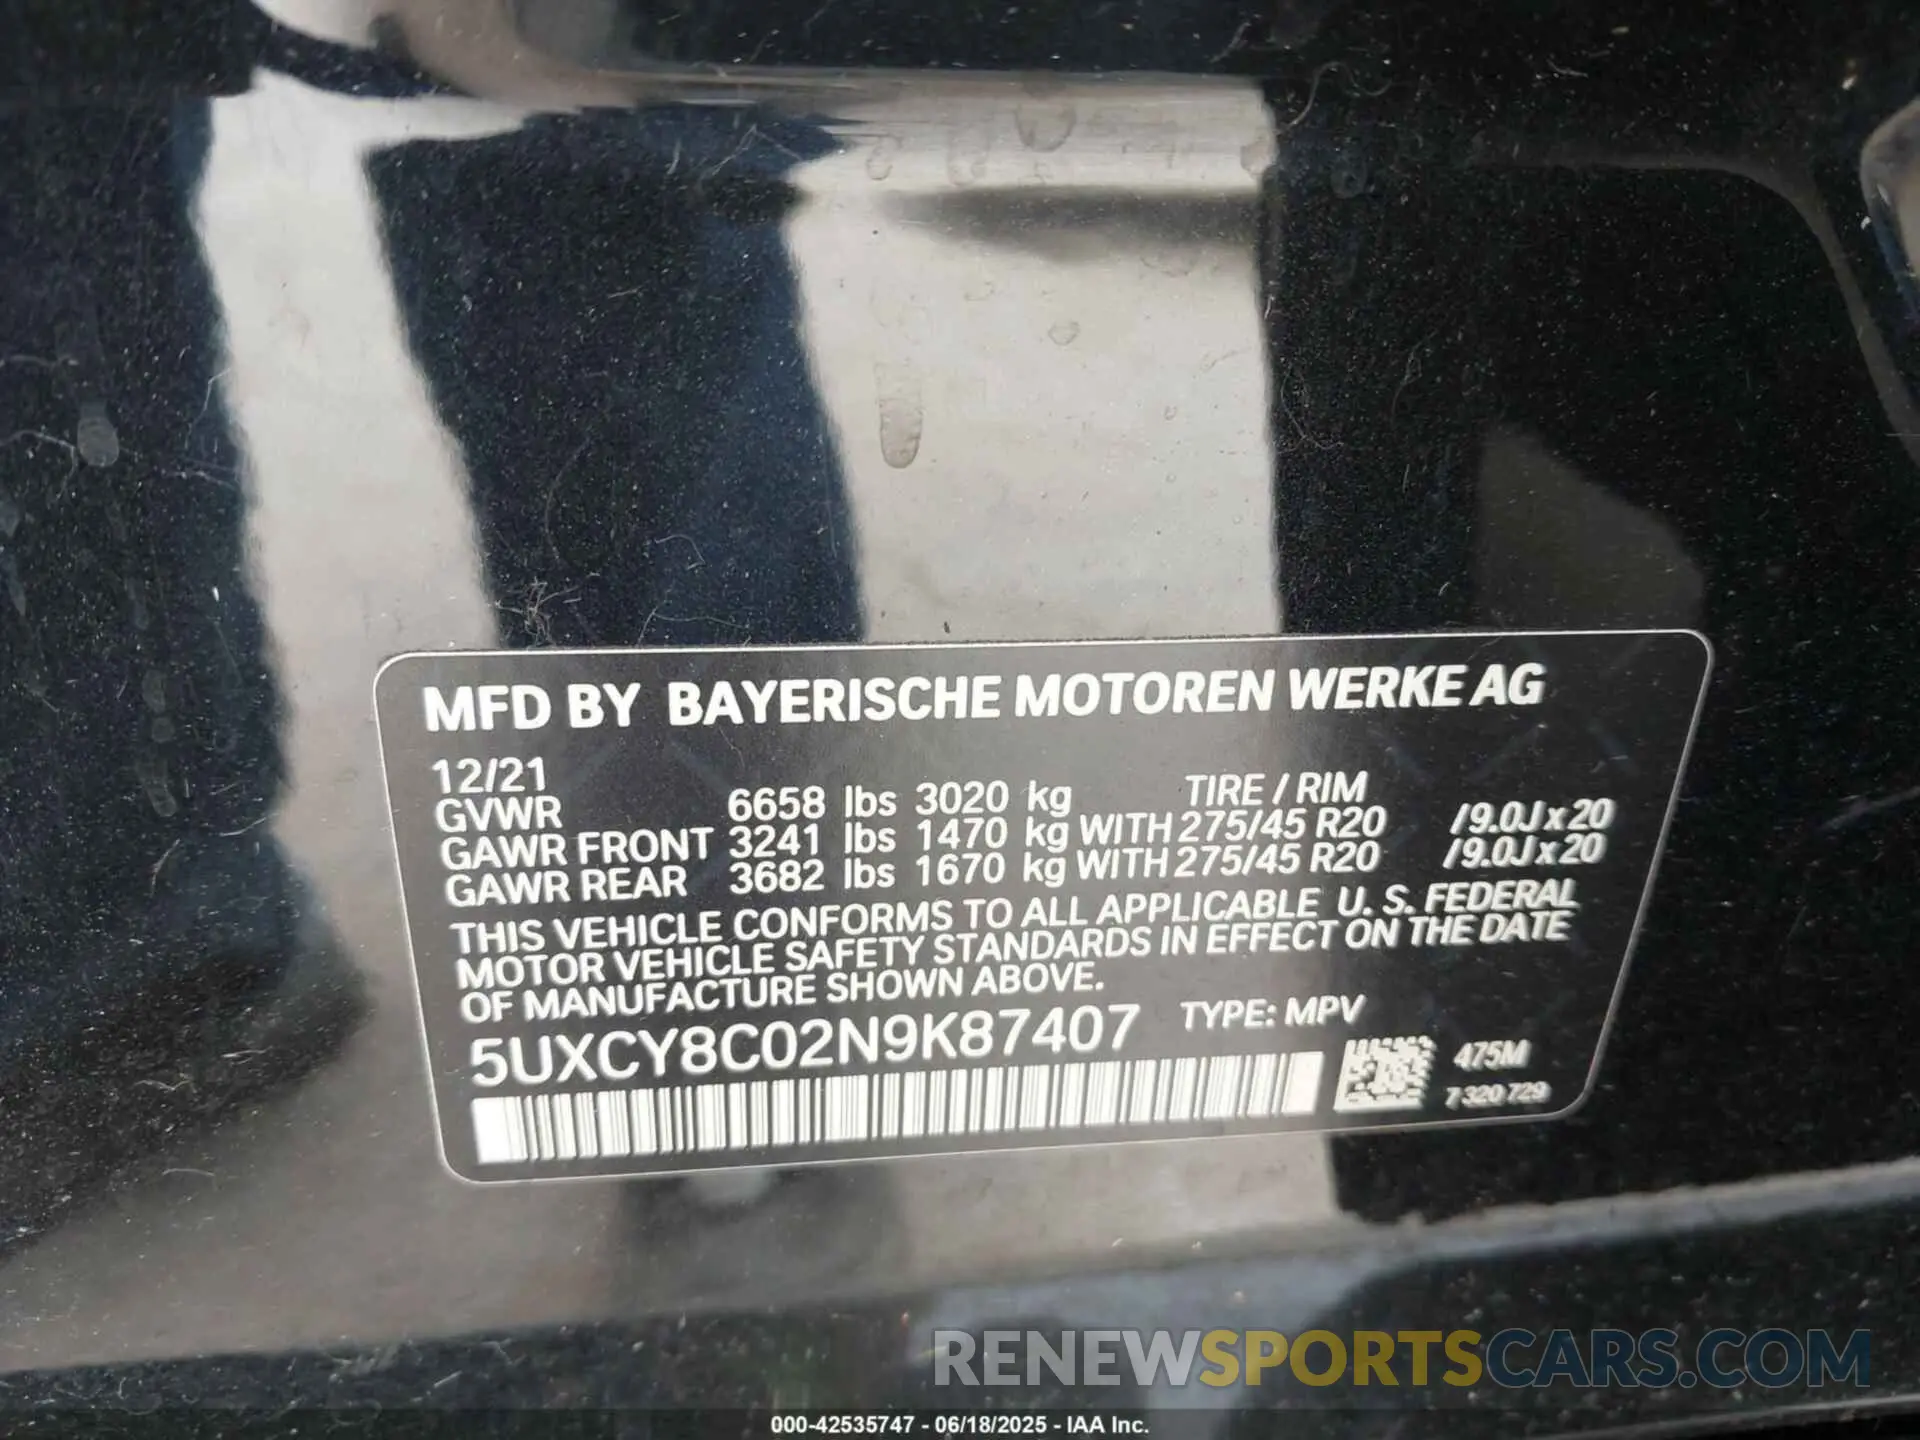 MFD BY BAYERISCHE MOTOREN WERKE AG
12/21
GVWR 6658 lbs 3020 kg TIRE / RIM
GAWR FRONT 3241 lbs 1470 kg WITH 275/45 R20 /9.0J x 20
GAWR REAR 3682 lbs 1670 kg WITH 275/45 R20 /9.0J x 20
THIS VEHICLE CONFORMS TO ALL APPLICABLE U. S. FEDERAL
MOTOR VEHICLE SAFETY STANDARDS IN EFFECT ON THE DATE
OF MANUFACTURE SHOWN ABOVE.
5UXCY8C02N9K87407 TYPE: MPV
475M
7 320 729
RENEWSPORTSCARS.COM
000-42535747 - 06/18/2025 - IAA Inc.